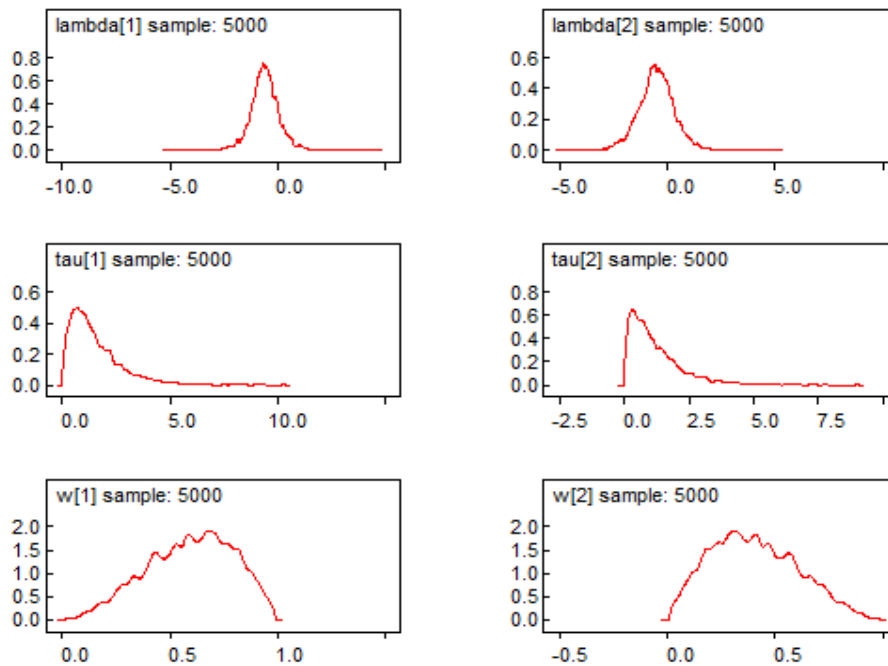 lambda[1] sample: 5000
0.8
0.6
0.4
0.2
0.0
-10.0 -5.0 0.0
lambda[2] sample: 5000
0.6
0.4
0.2
0.0
-5.0 0.0 5.0
tau[1] sample: 5000
0.6
0.4
0.2
0.0
0.0 5.0 10.0
tau[2] sample: 5000
0.8
0.6
0.4
0.2
0.0
-2.5 0.0 2.5 5.0 7.5
w[1] sample: 5000
2.0
1.5
1.0
0.5
0.0
0.0 0.5 1.0
w[2] sample: 5000
2.0
1.5
1.0
0.5
0.0
-0.5 0.0 0.5